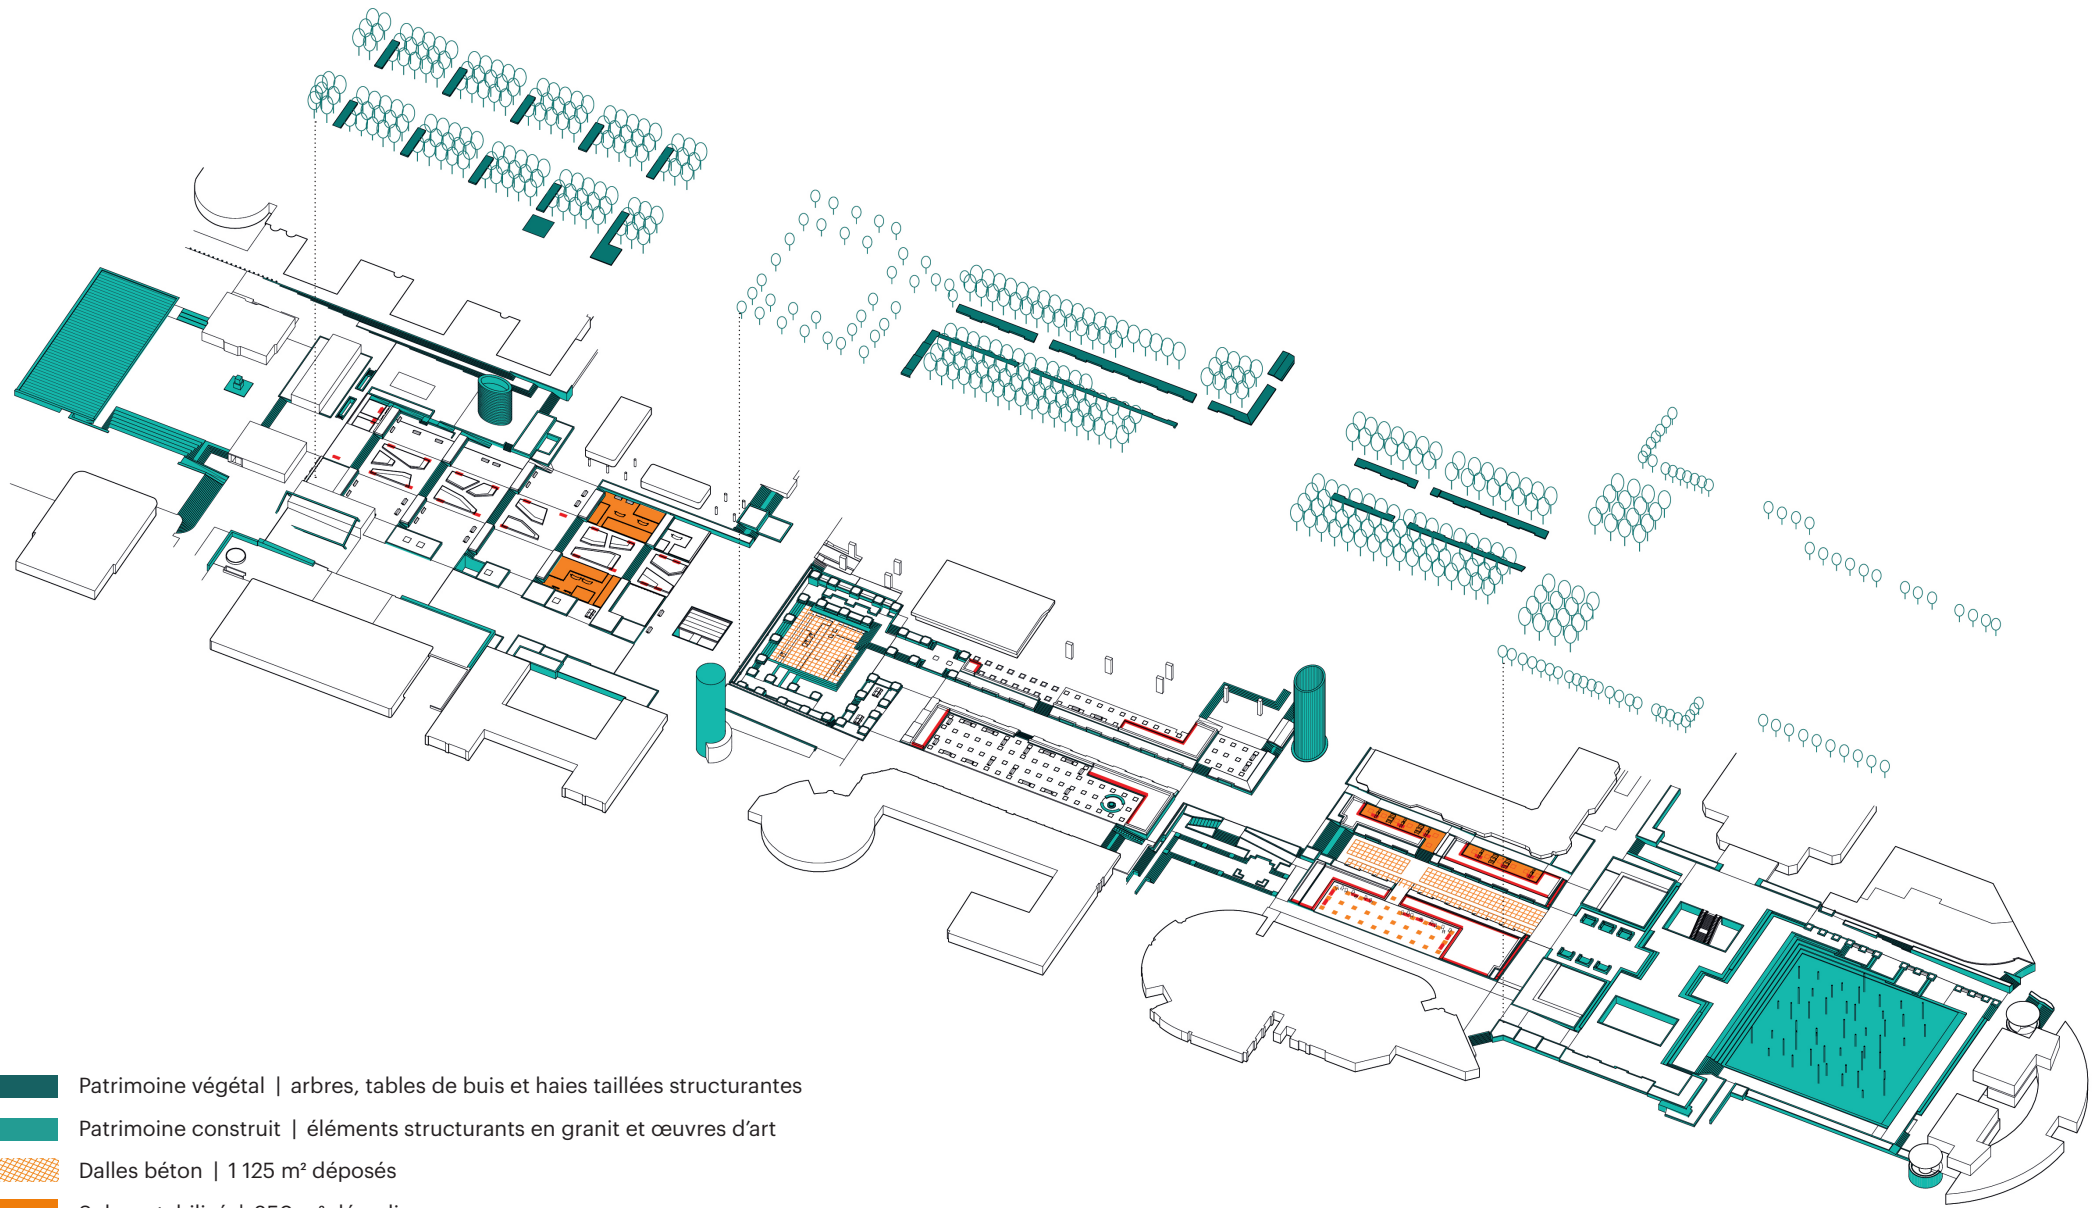 Patrimoine végétal | arbres, tables de buis et haies taillées structurantes
Patrimoine construit | éléments structurants en granit et œuvres d'art
Dalles béton | 1 125 m² déposés